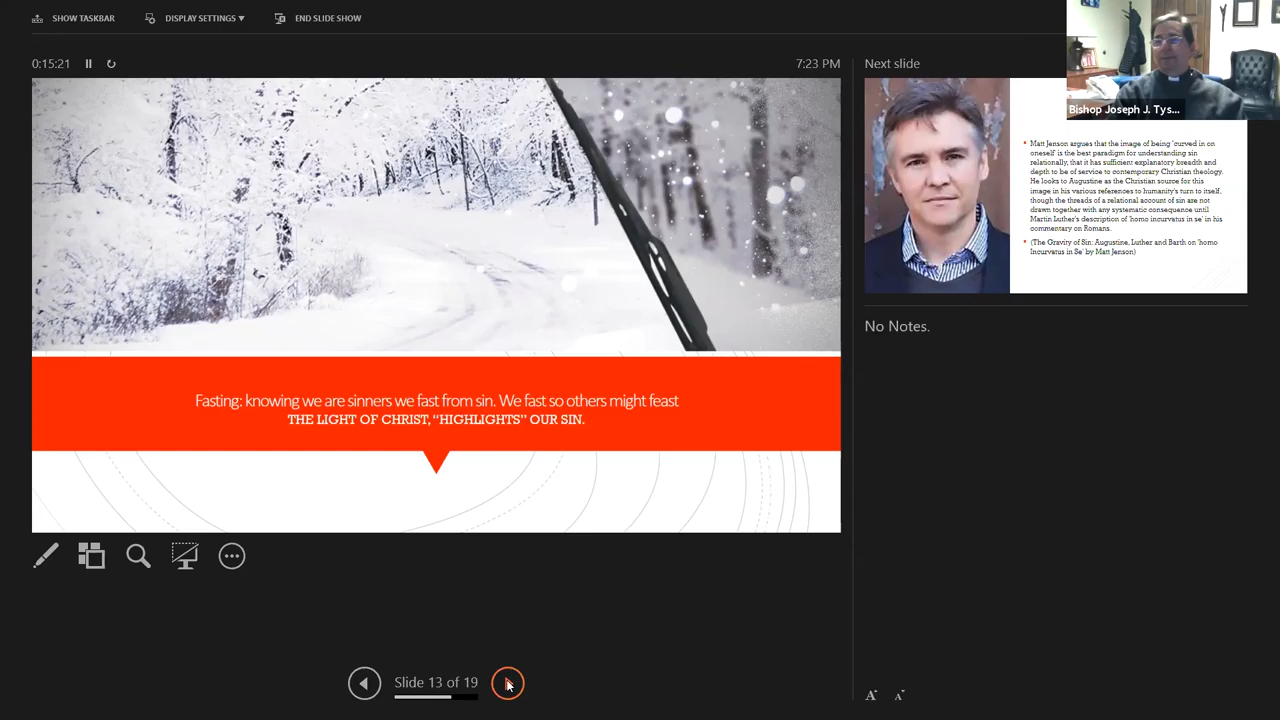 SHOW TASKBAR
DISPLAY SETTINGS ▼
END SLIDE SHOW
0:15:21
7:23 PM
Next slide
Bishop Joseph J. Tys...
Fasting: knowing we are sinners we fast from sin. We fast so others might feast
THE LIGHT OF CHRIST, “HIGHLIGHTS” OUR SIN.
Matt Jenson argues that the image of being 'curved in on
oneself' is the best paradigm for understanding sin
relationally, that it has sufficient explanatory breadth and
depth to be of service to contemporary Christian theology.
He looks to Augustine as the Christian source for this
image in his various references to humanity's turn to itself,
though the threads of a relational account of sin are not
drawn together with any systematic consequence until
Martin Luther's description of 'homo incurvatus in se' in his
commentary on Romans.
(The Gravity of Sin: Augustine, Luther and Barth on 'homo
Incurvatus in Se' by Matt Jenson)
No Notes.
Slide 13 of 19
A A